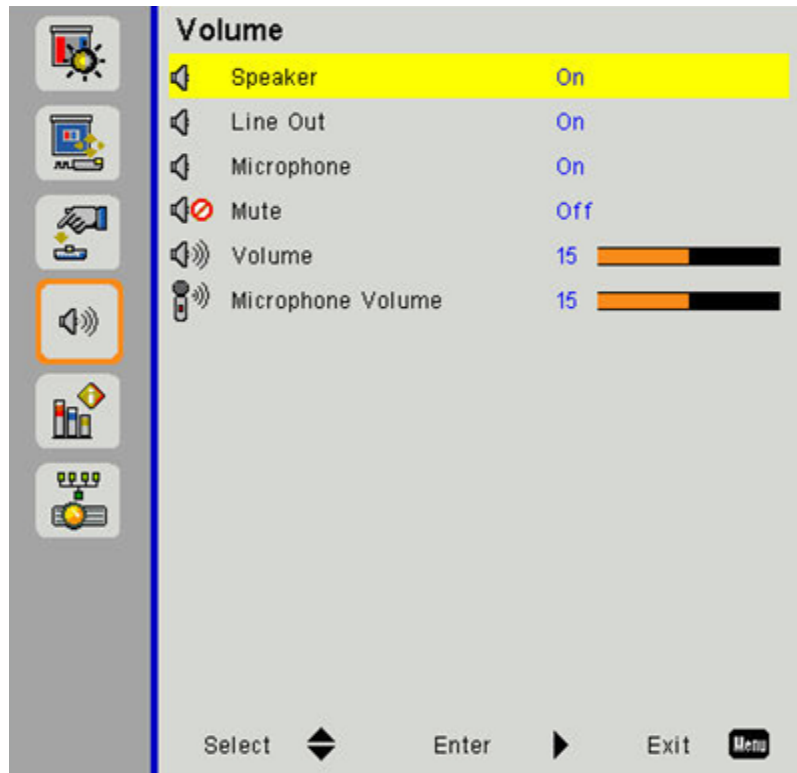 Volume
Speaker On
Line Out On
Microphone On
Mute Off
Volume 15
Microphone Volume 15
Select Enter Exit Menu